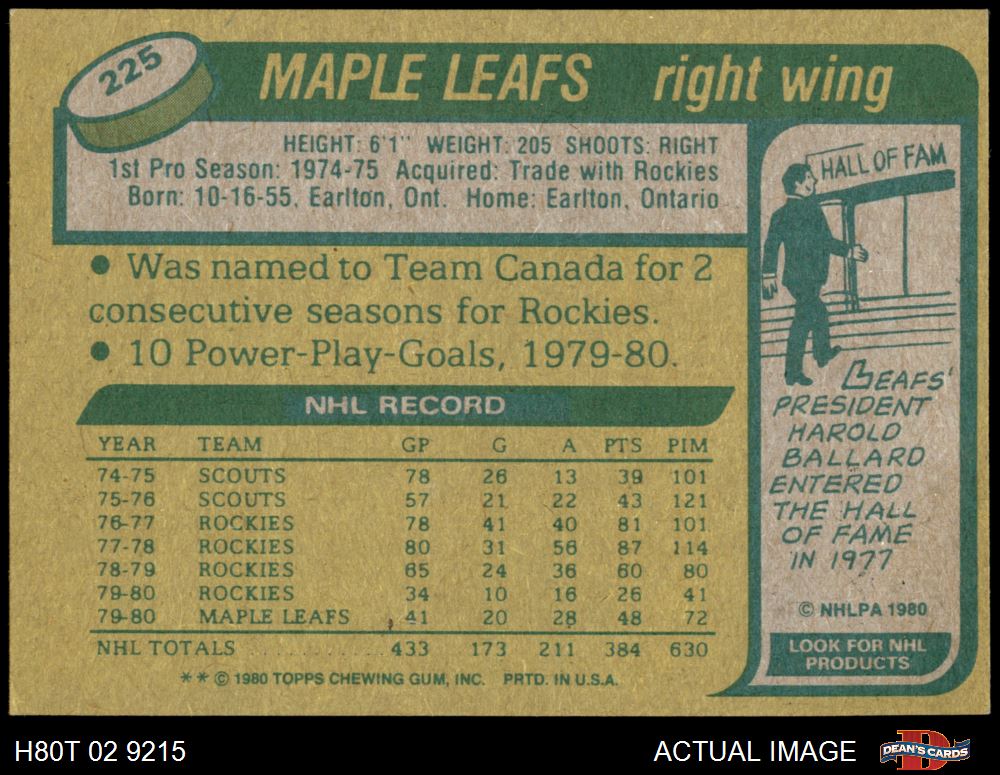 225
MAPLE LEAFS right wing
HEIGHT: 6'1" WEIGHT: 205 SHOOTS: RIGHT
1st Pro Season: 1974-75 Acquired: Trade with Rockies
Born: 10-16-55, Earlton, Ont. Home: Earlton, Ontario
• Was named to Team Canada for 2
consecutive seasons for Rockies.
• 10 Power-Play-Goals, 1979-80.
NHL RECORD
YEAR TEAM GP G A PTS PIM
74-75 SCOUTS 78 26 13 39 101
75-76 SCOUTS 57 21 22 43 121
76-77 ROCKIES 78 41 40 81 101
77-78 ROCKIES 80 31 56 87 114
78-79 ROCKIES 65 24 36 60 80
79-80 ROCKIES 34 10 16 26 41
79-80 MAPLE LEAFS 41 20 28 48 72
NHL TOTALS .............. 433 173 211 384 630
** © 1980 TOPPS CHEWING GUM, INC. PRTD. IN U.S.A.
HALL OF FAM
LEAFS'
PRESIDENT
HAROLD
BALLARD
ENTERED
THE HALL
OF FAME
IN 1977
© NHLPA 1980
LOOK FOR NHL
PRODUCTS
H80T 02 9215
ACTUAL IMAGE
D
DEAN'S CARDS